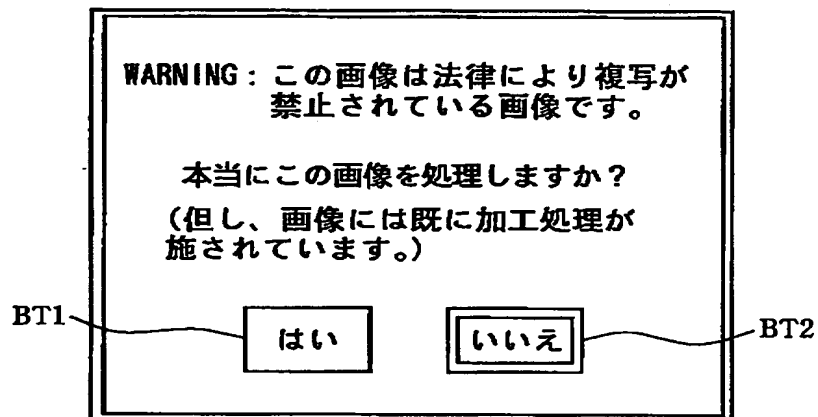 WARNING：この画像は法律により複写が
禁止されている画像です。
本当にこの画像を処理しますか？
（但し、画像には既に加工処理が
施されています。）
BT1 はい いいえ BT2